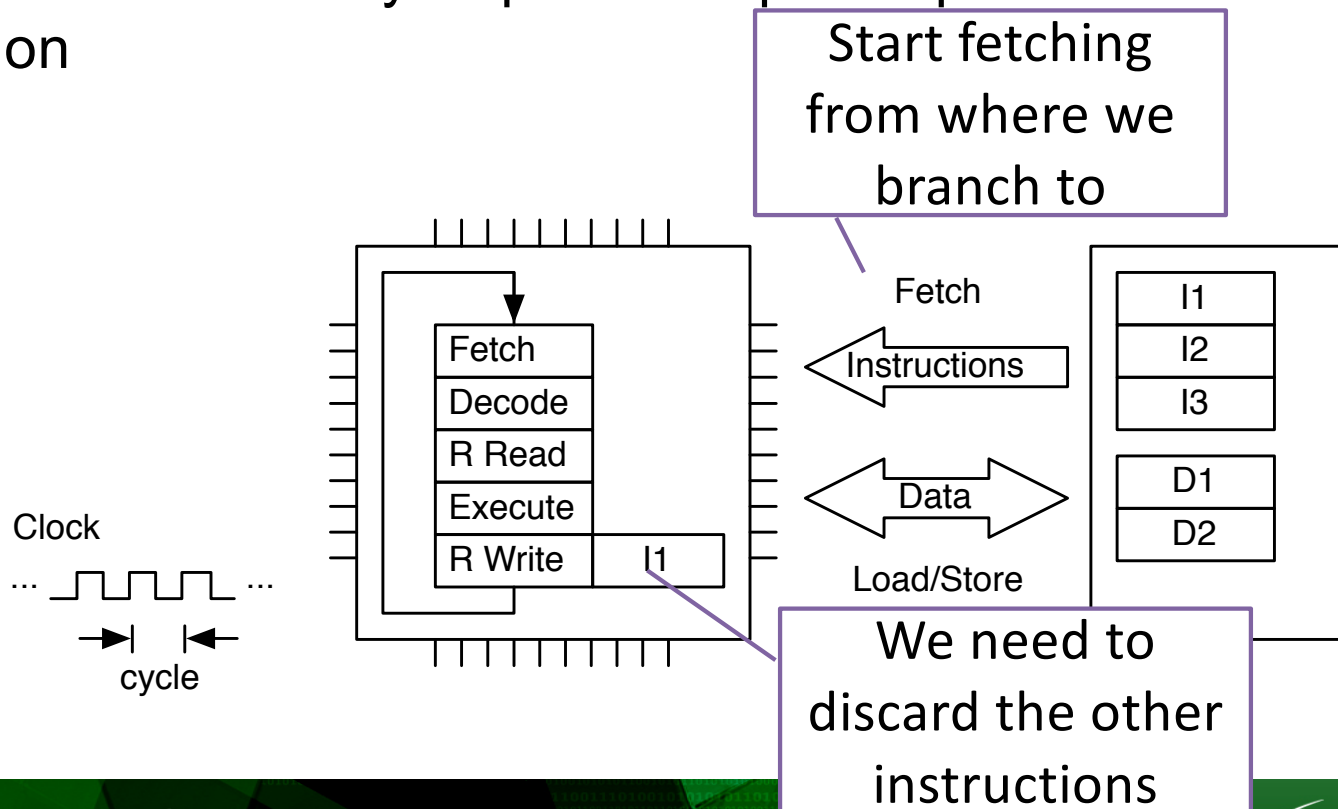 on
Start fetching
from where we
branch to
Fetch
Decode
R Read
Execute
R Write
I1
Fetch
Instructions
Data
Load/Store
I1
I2
I3
D1
D2
Clock
... ...
cycle
We need to
discard the other
instructions